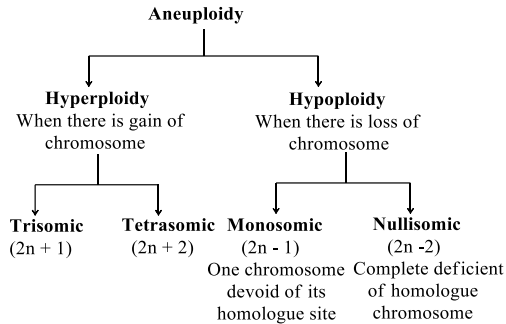 Aneuploidy
Hyperploidy
When there is gain of
chromosome
Hypoploidy
When there is loss of
chromosome
Trisomic
(2n + 1)
Tetrasomic
(2n + 2)
Monosomic
(2n - 1)
One chromosome
devoid of its
homologue site
Nullisomic
(2n -2)
Complete deficient
of homologue
chromosome